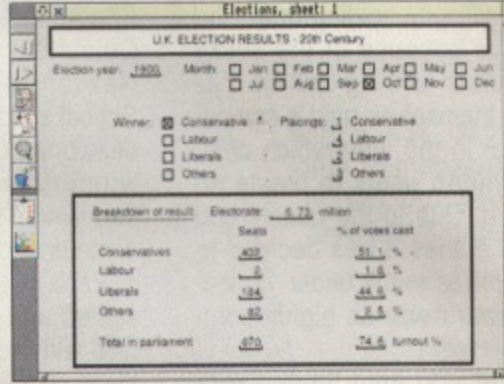 Elections, sheet: 1
U.K. ELECTION RESULTS - 20th Century
Election year: 1900 Month: Jan Feb Mar Apr May Jun
Jul Aug Sep Oct Nov Dec
Winner: Conservative Placings: 1 Conservative
Labour 4 Labour
Liberals 2 Liberals
Others 3 Others
Breakdown of result: Electorate: 6.73 million
Seats % of votes cast
Conservatives 402 51.1 %
Labour 2 1.8 %
Liberals 184 44.6 %
Others 82 2.5 %
Total in parliament 670 74.6 turnout %